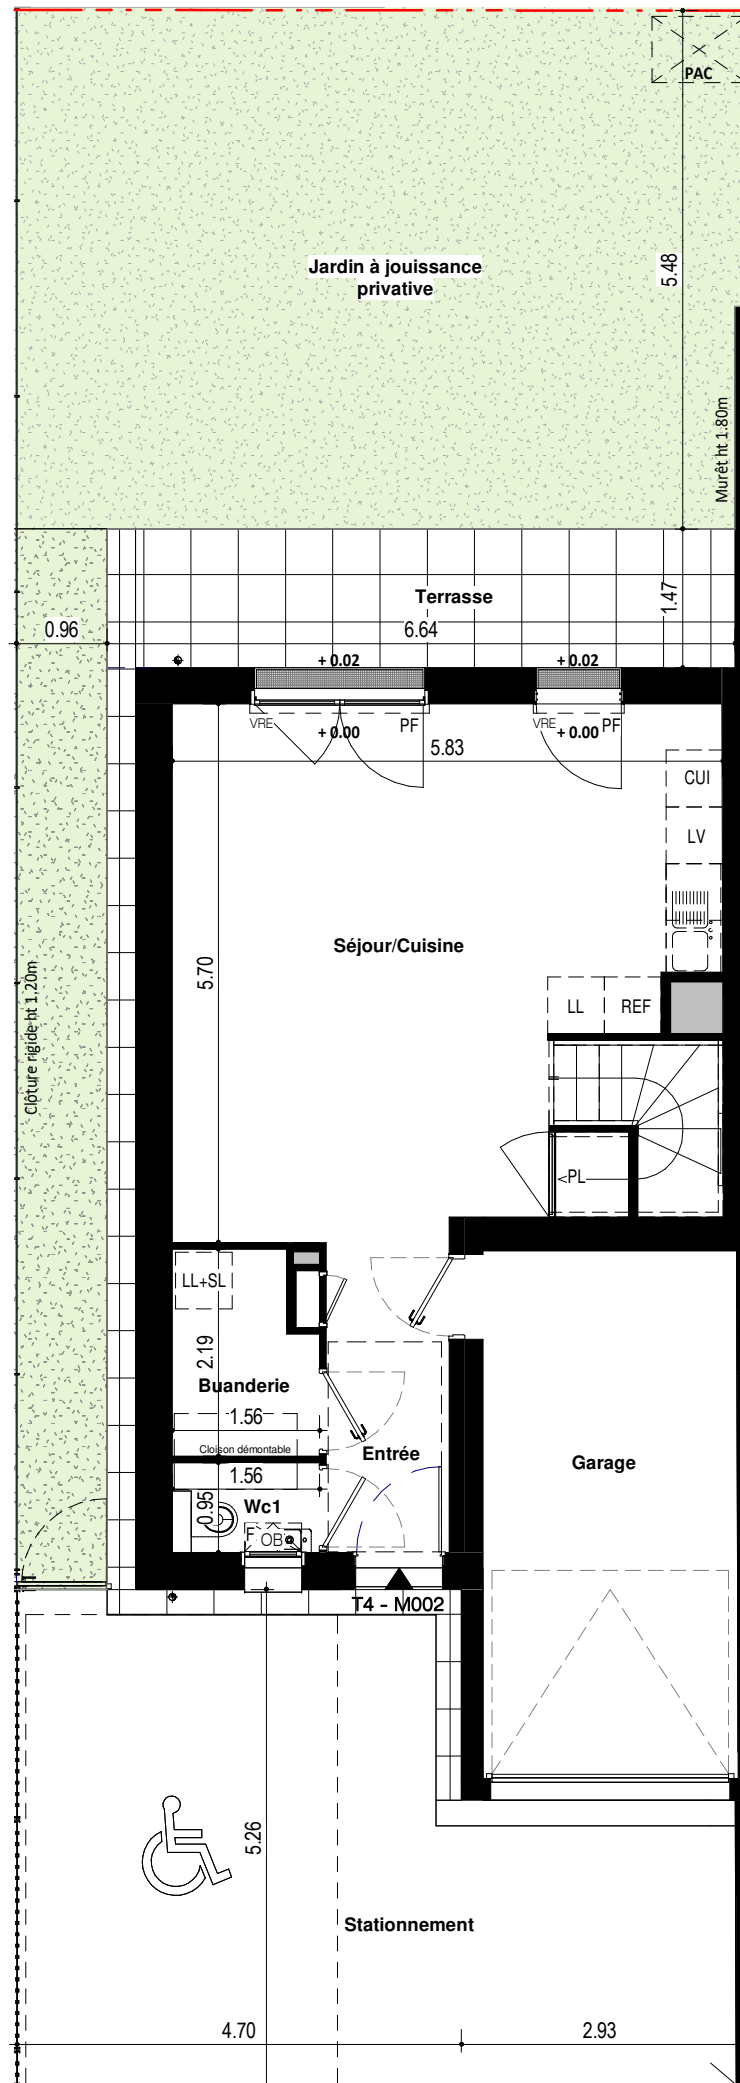 PAC
5.48
Jardin à jouissance
privative
Murêt ht 1.80m
Terrasse
1.47
0.96
6.64
+ 0.02
+ 0.02
VRE
+ 0.00
PF
VRE
+ 0.00
PF
5.83
CUI
LV
Séjour/Cuisine
5.70
LL
REF
Clôture rigide ht 1.20m
<PL
LL+SL
2.19
Buanderie
1.56
Cloison démontable
Entrée
Garage
1.56
0.95
Wc1
F
OB
T4 - M002
5.26
Stationnement
4.70
2.93